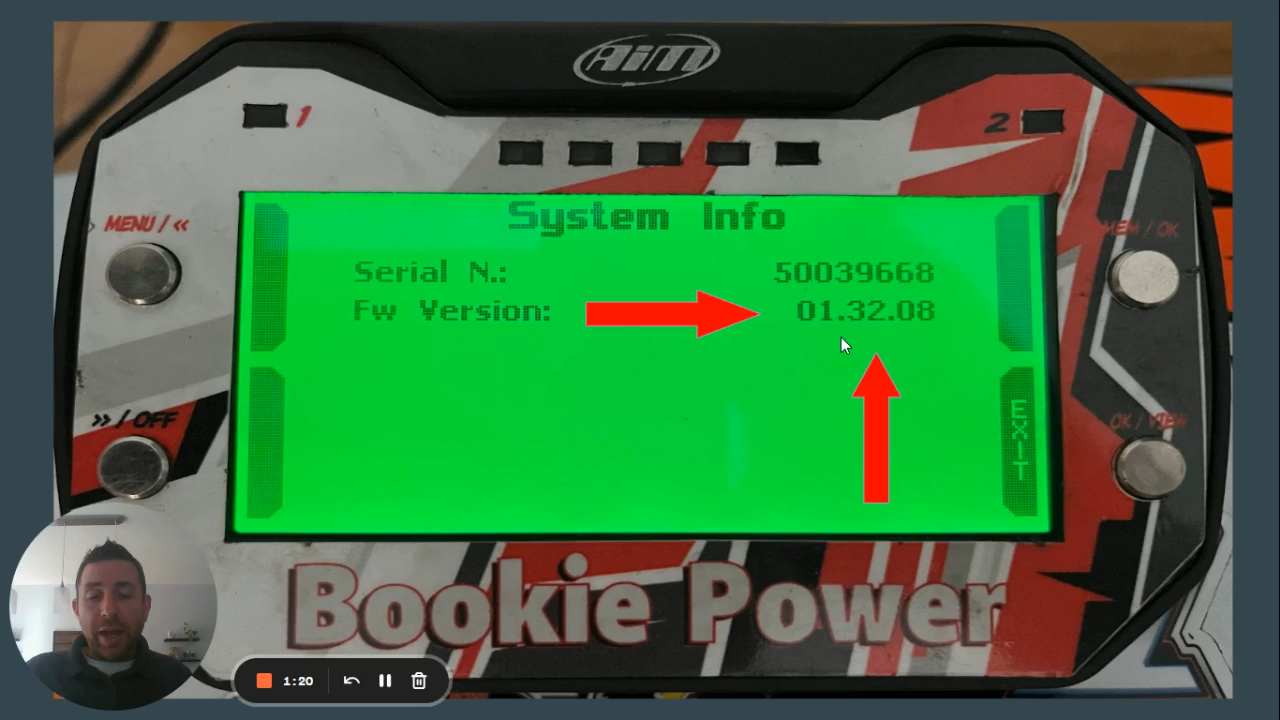 AiM
1
2
MENU / <<
MEM / OK
System Info
Serial N.: 50039668
Fw Version: 01.32.08
>> / OFF
OK / VIEW
EXIT
Bookie Power
1:20